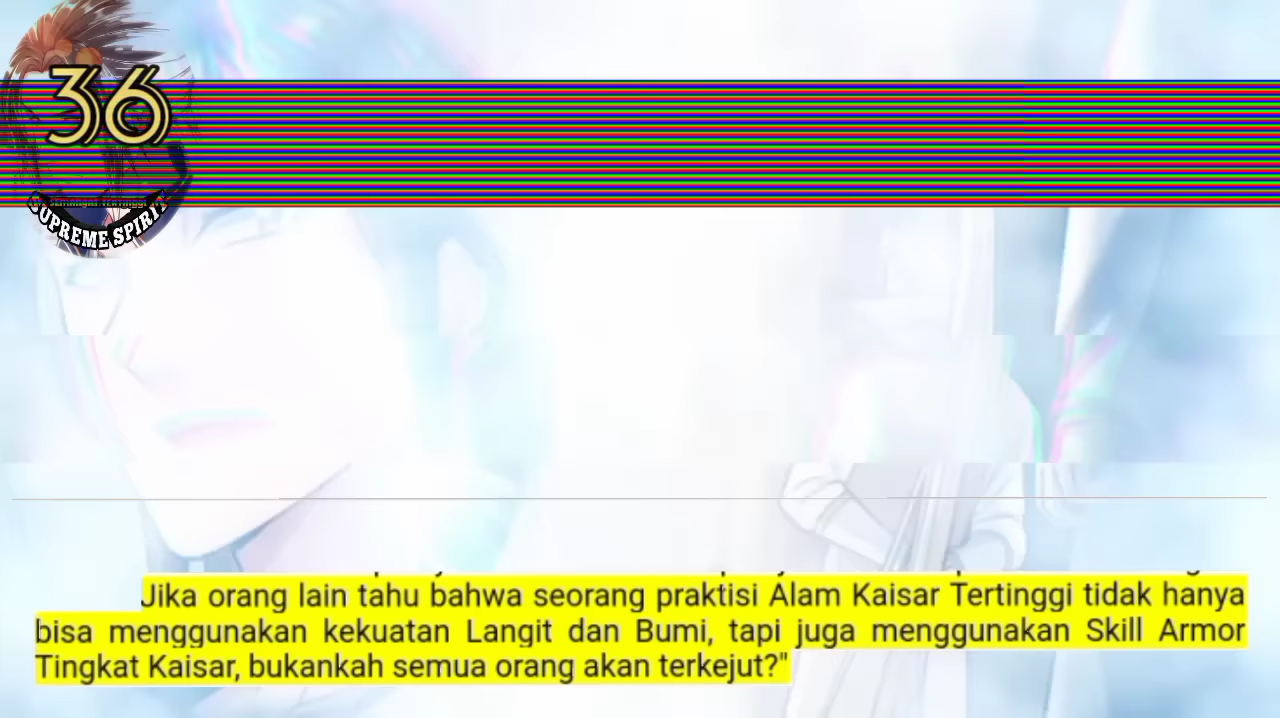 36
SUPREME SPIRIT
Jika orang lain tahu bahwa seorang praktisi Alam Kaisar Tertinggi tidak hanya
bisa menggunakan kekuatan Langit dan Bumi, tapi juga menggunakan Skill Armor
Tingkat Kaisar, bukankah semua orang akan terkejut?"